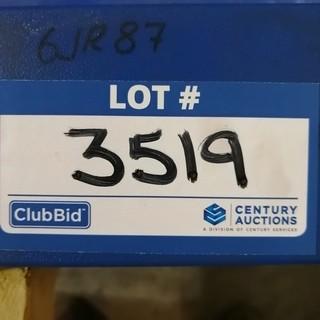 6JR87
LOT #
3519
ClubBid
CENTURY
AUCTIONS
A DIVISION OF CENTURY SERVICES